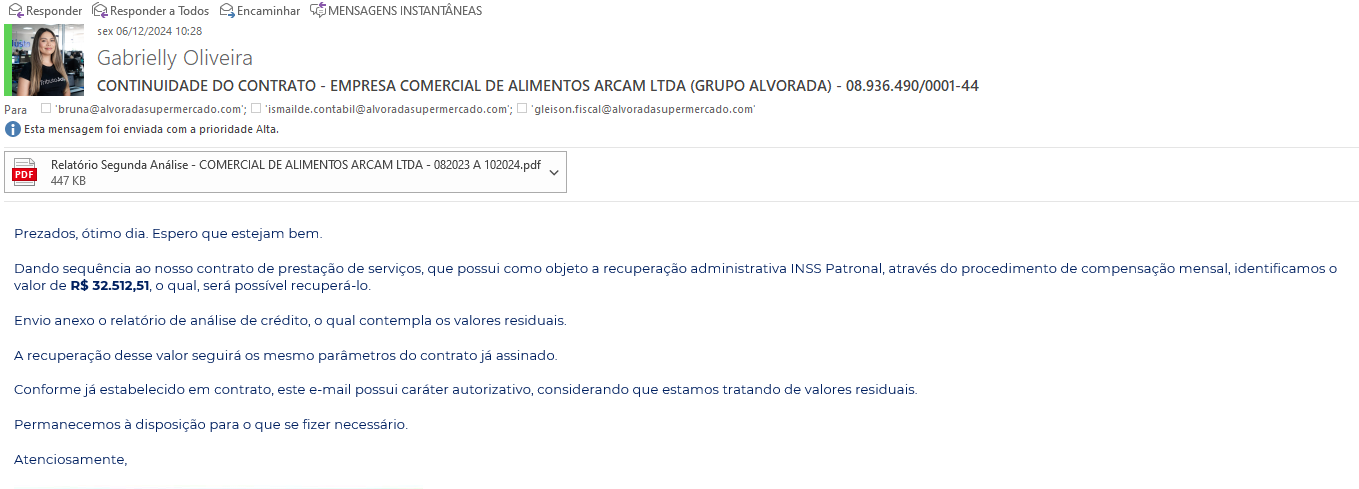 Responder Responder a Todos Encaminhar MENSAGENS INSTANTÂNEAS
sex 06/12/2024 10:28
Gabrielly Oliveira
CONTINUIDADE DO CONTRATO - EMPRESA COMERCIAL DE ALIMENTOS ARCAM LTDA (GRUPO ALVORADA) - 08.936.490/0001-44
Para 'bruna@alvoradasupermercado.com'; 'ismailde.contabil@alvoradasupermercado.com'; 'gleison.fiscal@alvoradasupermercado.com'
Esta mensagem foi enviada com a prioridade Alta.
PDF
Relatório Segunda Análise - COMERCIAL DE ALIMENTOS ARCAM LTDA - 082023 A 102024.pdf
447 KB
Prezados, ótimo dia. Espero que estejam bem.
Dando sequência ao nosso contrato de prestação de serviços, que possui como objeto a recuperação administrativa INSS Patronal, através do procedimento de compensação mensal, identificamos o
valor de R$ 32.512,51, o qual, será possível recuperá-lo.
Envio anexo o relatório de análise de crédito, o qual contempla os valores residuais.
A recuperação desse valor seguirá os mesmo parâmetros do contrato já assinado.
Conforme já estabelecido em contrato, este e-mail possui caráter autorizativo, considerando que estamos tratando de valores residuais.
Permanecemos à disposição para o que se fizer necessário.
Atenciosamente,